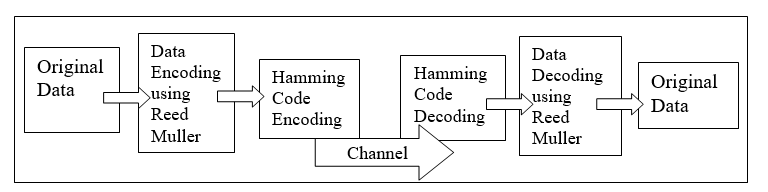 Original
Data
Data
Encoding
using
Reed
Muller
Hamming
Code
Encoding
Channel
Hamming
Code
Decoding
Data
Decoding
using
Reed
Muller
Original
Data